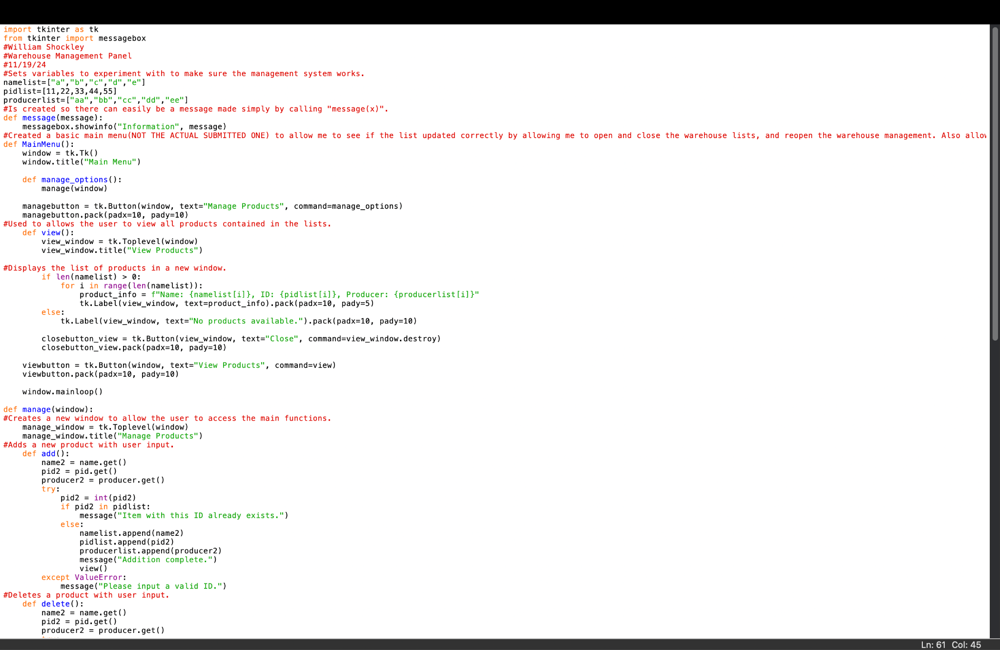 import tkinter as tk
from tkinter import messagebox
#William Shockley
#Warehouse Management Panel
#11/19/24
#Sets variables to experiment with to make sure the management system works.
namelist=["a","b","c","d","e"]
pidlist=[11,22,33,44,55]
producerlist=["aa","bb","cc","dd","ee"]
#Is created so there can easily be a message made simply by calling "message(x)".
def message(message):
    messagebox.showinfo("Information", message)
#Created a basic main menu(NOT THE ACTUAL SUBMITTED ONE) to allow me to see if the list updated correctly by allowing me to open and close the warehouse lists, and reopen the warehouse management. Also allow
def MainMenu():
    window = tk.Tk()
    window.title("Main Menu")

    def manage_options():
        manage(window)

    managebutton = tk.Button(window, text="Manage Products", command=manage_options)
    managebutton.pack(padx=10, pady=10)
#Used to allows the user to view all products contained in the lists.
    def view():
        view_window = tk.Toplevel(window)
        view_window.title("View Products")

#Displays the list of products in a new window.
        if len(namelist) > 0:
            for i in range(len(namelist)):
                product_info = f"Name: {namelist[i]}, ID: {pidlist[i]}, Producer: {producerlist[i]}"
                tk.Label(view_window, text=product_info).pack(padx=10, pady=5)
        else:
            tk.Label(view_window, text="No products available.").pack(padx=10, pady=10)

        closebutton_view = tk.Button(view_window, text="Close", command=view_window.destroy)
        closebutton_view.pack(padx=10, pady=10)

    viewbutton = tk.Button(window, text="View Products", command=view)
    viewbutton.pack(padx=10, pady=10)

    window.mainloop()

def manage(window):
#Creates a new window to allow the user to access the main functions.
    manage_window = tk.Toplevel(window)
    manage_window.title("Manage Products")
#Adds a new product with user input.
    def add():
        name2 = name.get()
        pid2 = pid.get()
        producer2 = producer.get()
        try:
            pid2 = int(pid2)
            if pid2 in pidlist:
                message("Item with this ID already exists.")
            else:
                namelist.append(name2)
                pidlist.append(pid2)
                producerlist.append(producer2)
                message("Addition complete.")
                view()
        except ValueError:
            message("Please input a valid ID.")
#Deletes a product with user input.
    def delete():
        name2 = name.get()
        pid2 = pid.get()
        producer2 = producer.get()
Ln: 61 Col: 45